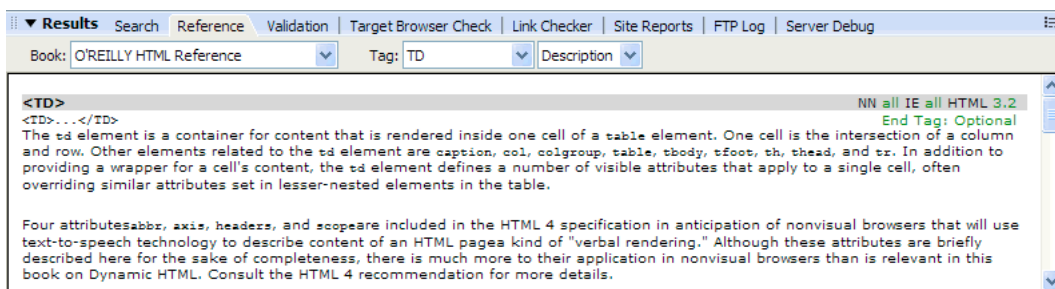 ▼ Results Search Reference Validation | Target Browser Check | Link Checker | Site Reports | FTP Log | Server Debug
Book: O'REILLY HTML Reference Tag: TD Description
<TD> NN all IE all HTML 3.2
<TD>...</TD> End Tag: Optional
The td element is a container for content that is rendered inside one cell of a table element. One cell is the intersection of a column
and row. Other elements related to the td element are caption, col, colgroup, table, tbody, tfoot, th, thead, and tr. In addition to
providing a wrapper for a cell's content, the td element defines a number of visible attributes that apply to a single cell, often
overriding similar attributes set in lesser-nested elements in the table.
Four attributesabbr, axis, headers, and scopeare included in the HTML 4 specification in anticipation of nonvisual browsers that will use
text-to-speech technology to describe content of an HTML pagea kind of "verbal rendering." Although these attributes are briefly
described here for the sake of completeness, there is much more to their application in nonvisual browsers than is relevant in this
book on Dynamic HTML. Consult the HTML 4 recommendation for more details.